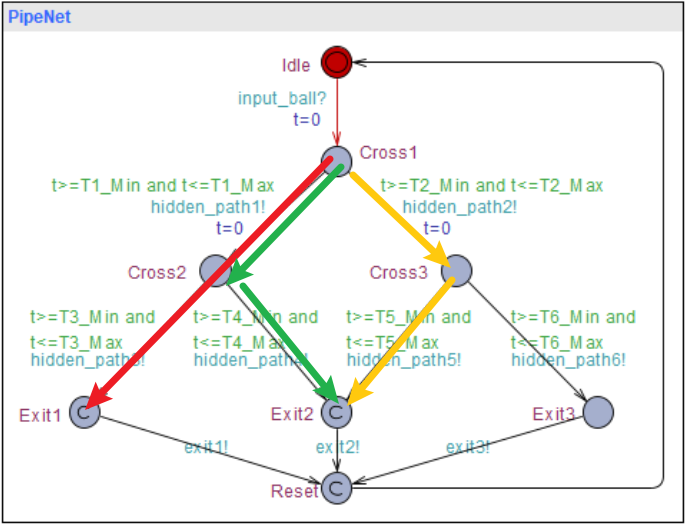 PipeNet
Idle
input_ball?
t=0
Cross1
t>=T1_Min and t<=T1_Max
t>=T2_Min and t<=T2_Max
hidden_path1!
hidden_path2!
t=0
t=0
Cross2
Cross3
t>=T3_Min and
t>=T4_Min and
t>=T5_Min and
t>=T6_Min and
t<=T3_Max
t<=T4_Max
t<=T5_Max
t<=T6_Max
hidden_path3!
hidden_path4!
hidden_path5!
hidden_path6!
Exit1
C
Exit2
C
Exit3
exit1!
exit2!
exit3!
Reset
C